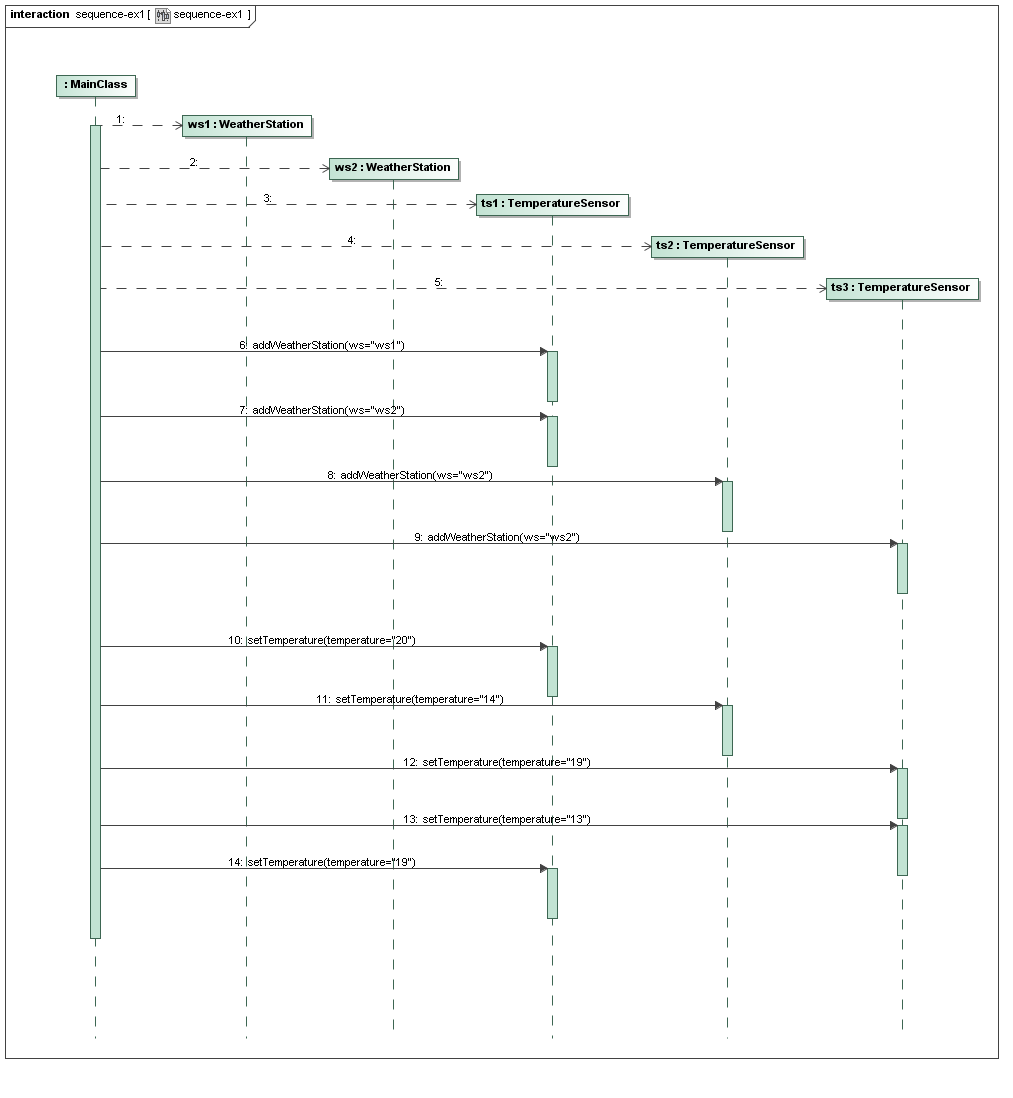 interaction sequence-ex1 [ sequence-ex1 ]
: MainClass
1:
ws1 : WeatherStation
2:
ws2 : WeatherStation
3:
ts1 : TemperatureSensor
4:
ts2 : TemperatureSensor
5:
ts3 : TemperatureSensor
6: addWeatherStation(ws="ws1")
7: addWeatherStation(ws="ws2")
8: addWeatherStation(ws="ws2")
9: addWeatherStation(ws="ws2")
10: setTemperature(temperature="20")
11: setTemperature(temperature="14")
12: setTemperature(temperature="19")
13: setTemperature(temperature="13")
14: setTemperature(temperature="19")